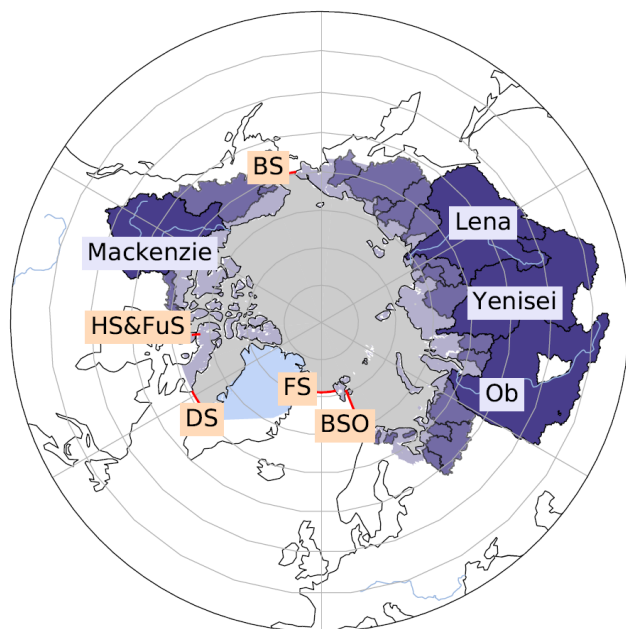 BS
Lena
Mackenzie
Yenisei
HS&FuS
FS
Ob
DS
BSO